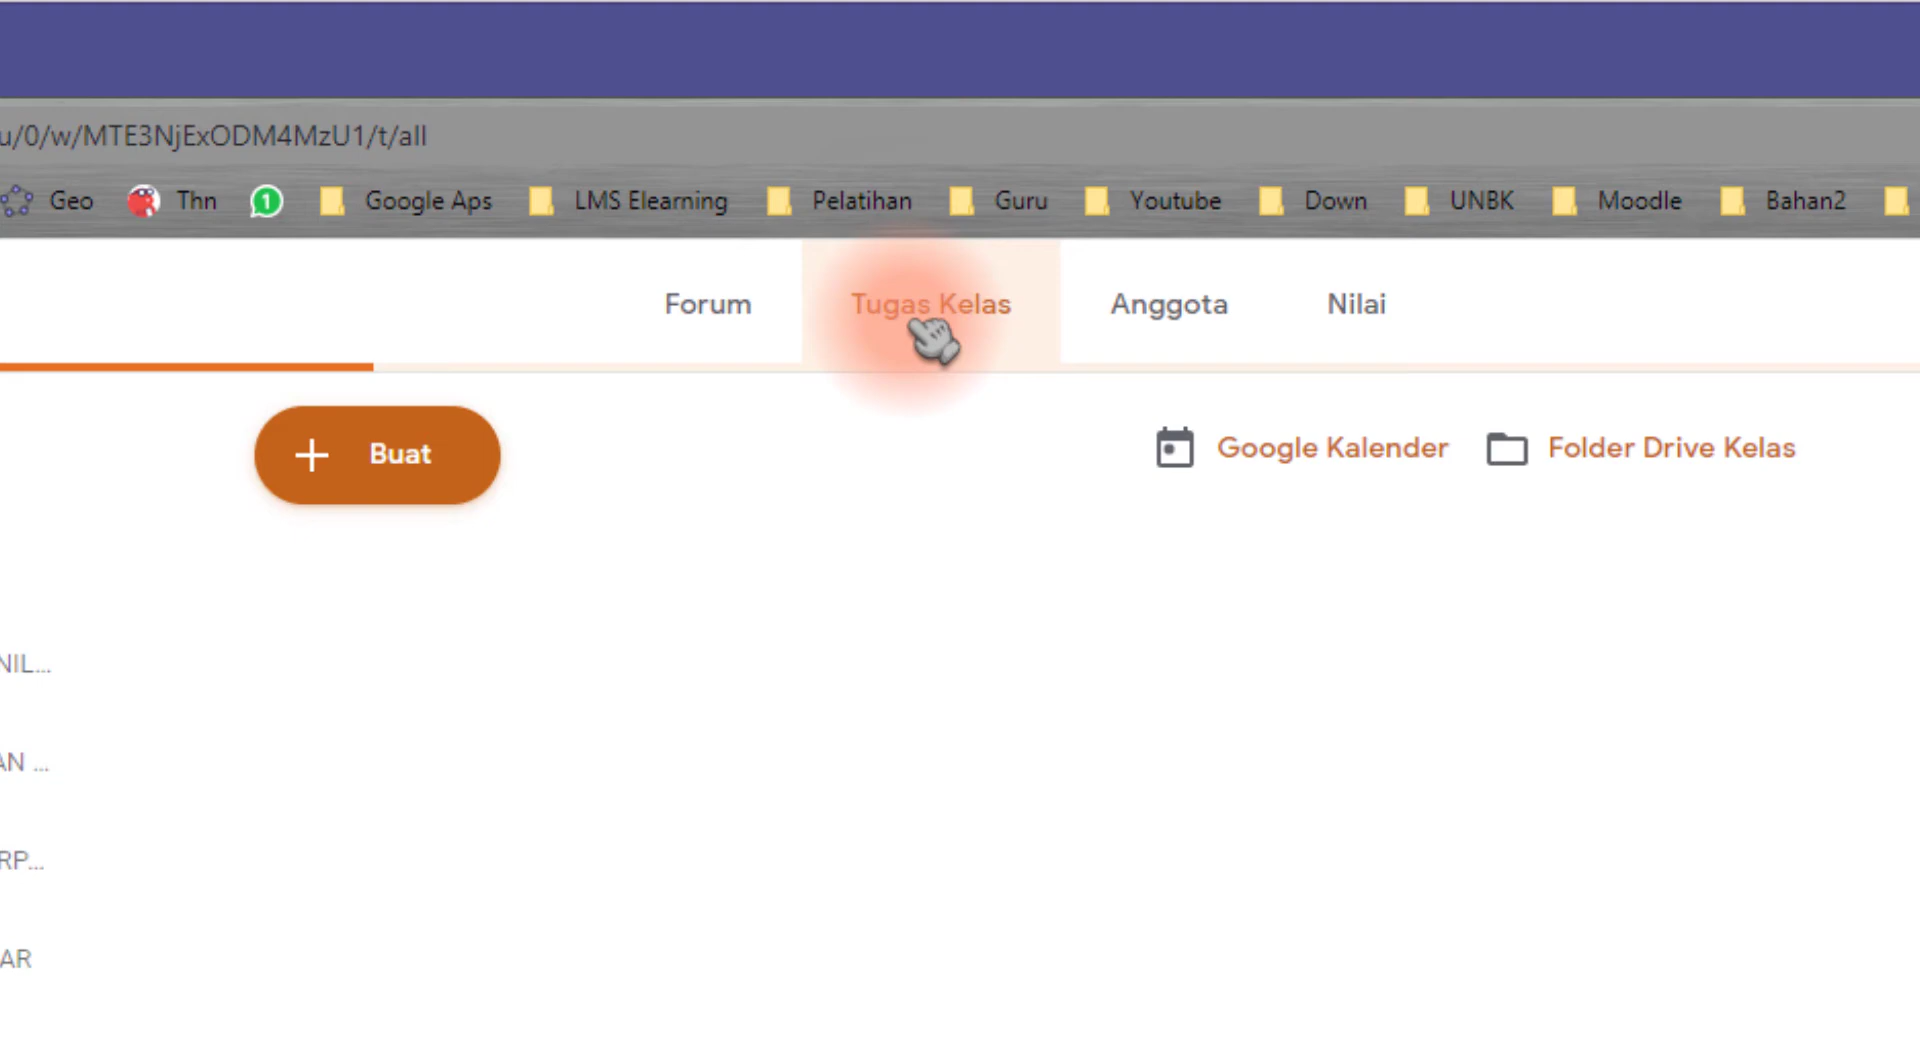 u/0/w/MTE3NjExODM4MzU1/t/all
Geo Thn 1 Google Aps LMS Elearning Pelatihan Guru Youtube Down UNBK Moodle Bahan2
Forum Tugas Kelas Anggota Nilai
+ Buat Google Kalender Folder Drive Kelas
NIL...
AN ...
RP...
AR